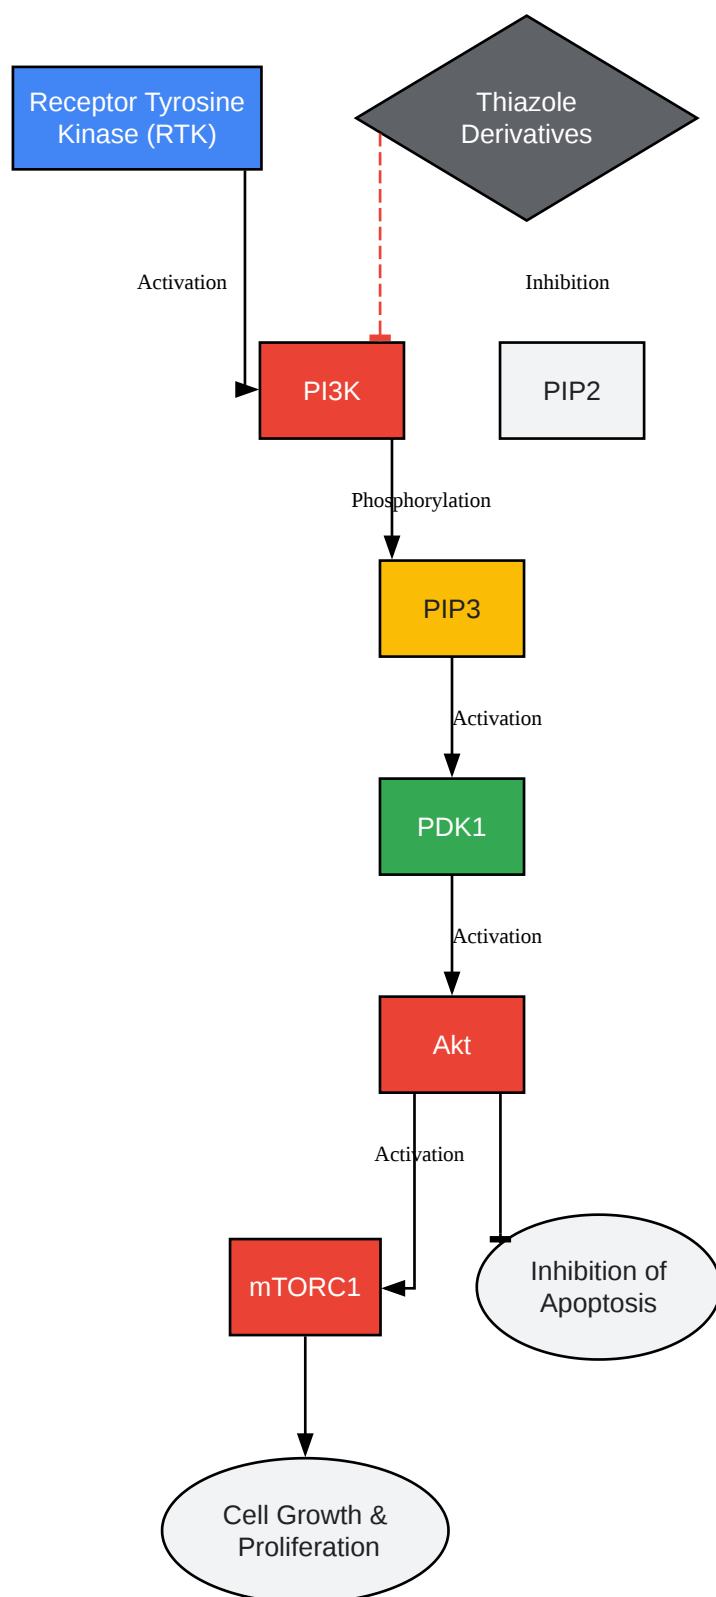 Receptor Tyrosine
Kinase (RTK)
Thiazole
Derivatives
Activation
Inhibition
PI3K
PIP2
Phosphorylation
PIP3
Activation
PDK1
Activation
Akt
Activation
mTORC1
Inhibition of
Apoptosis
Cell Growth &
Proliferation